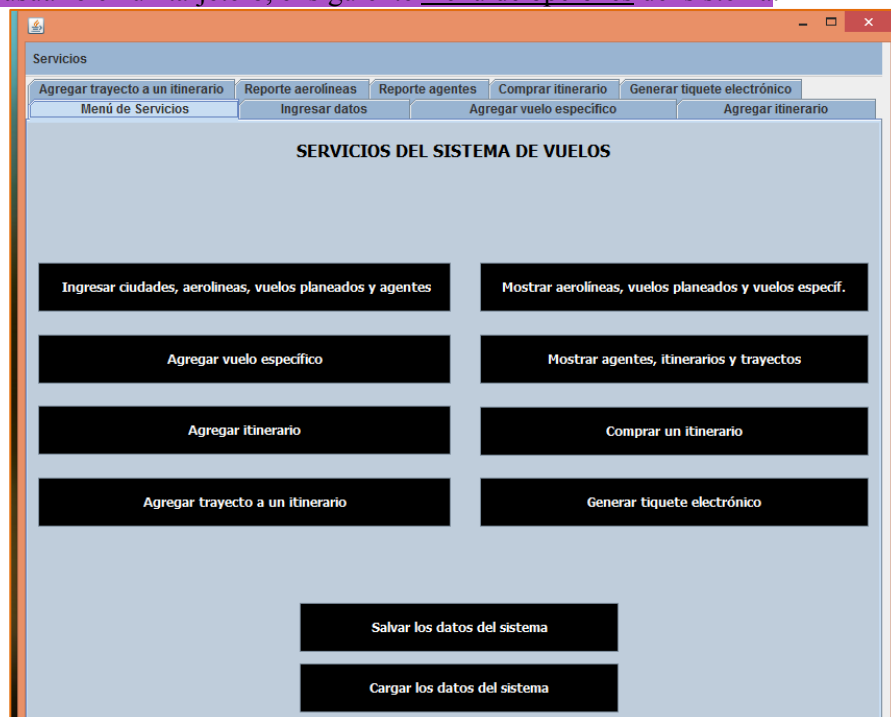 Servicios
Agregar trayecto a un itinerario Reporte aerolíneas Reporte agentes Comprar itinerario Generar tiquete electrónico
Menú de Servicios Ingresar datos Agregar vuelo específico Agregar itinerario
SERVICIOS DEL SISTEMA DE VUELOS
Ingresar ciudades, aerolineas, vuelos planeados y agentes Mostrar aerolíneas, vuelos planeados y vuelos específ.
Agregar vuelo específico Mostrar agentes, itinerarios y trayectos
Agregar itinerario Comprar un itinerario
Agregar trayecto a un itinerario Generar tiquete electrónico
Salvar los datos del sistema
Cargar los datos del sistema